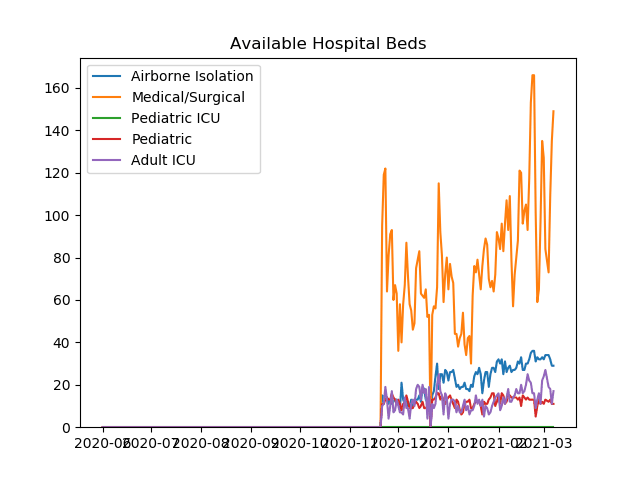 Available Hospital Beds
Airborne Isolation
Medical/Surgical
Pediatric ICU
Pediatric
Adult ICU
160
140
120
100
80
60
40
20
0
2020-06 2020-07 2020-08 2020-09 2020-10 2020-11 2020-12 2021-01 2021-02 2021-03